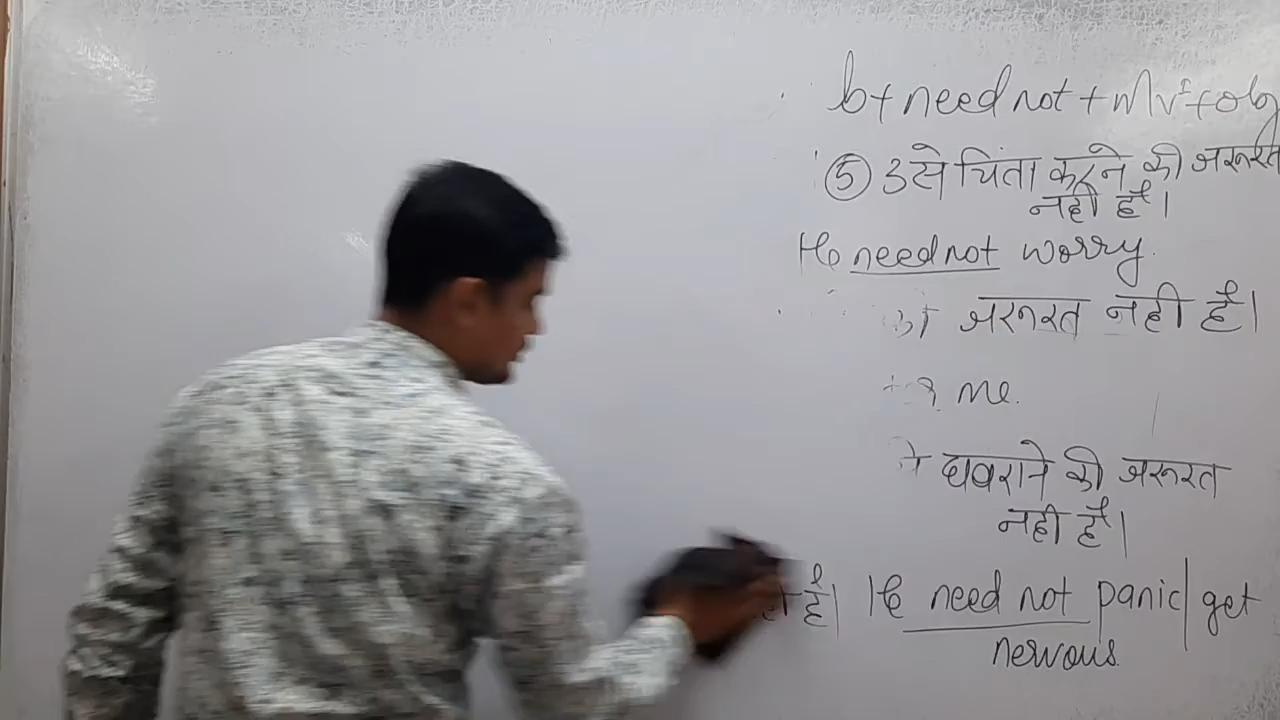 b + need not + Mv¹ + obj
⑤ उसे चिंता करने की जरूरत
नही है।
He need not worry.
जरूरत नही है।
me.
घबराने की जरूरत
नही है।
है। He need not panic | get
nervous